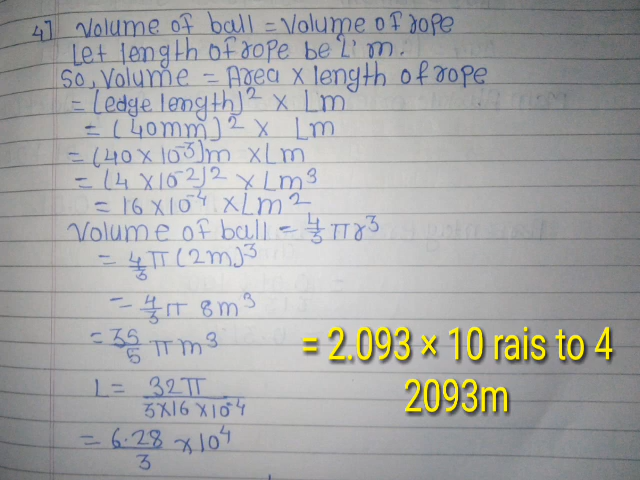 4] Volume of ball = Volume of rope
Let length of rope be 'L' m.
So, Volume = Area × length of rope
= (edge length)² × Lm
= (40mm)² × Lm
= (40×10⁻³)m × Lm
= (4×10⁻²)² × Lm³
= 16×10⁻⁴ × Lm²
Volume of ball = 4/3 πr³
= 4/3 π (2m)³
= 4/3 π 8m³
= 35/5 π m³
= 2.093 × 10 rais to 4
L = 32π / 3×16×10⁻⁴
2093m
= 6.28/3 × 10⁴